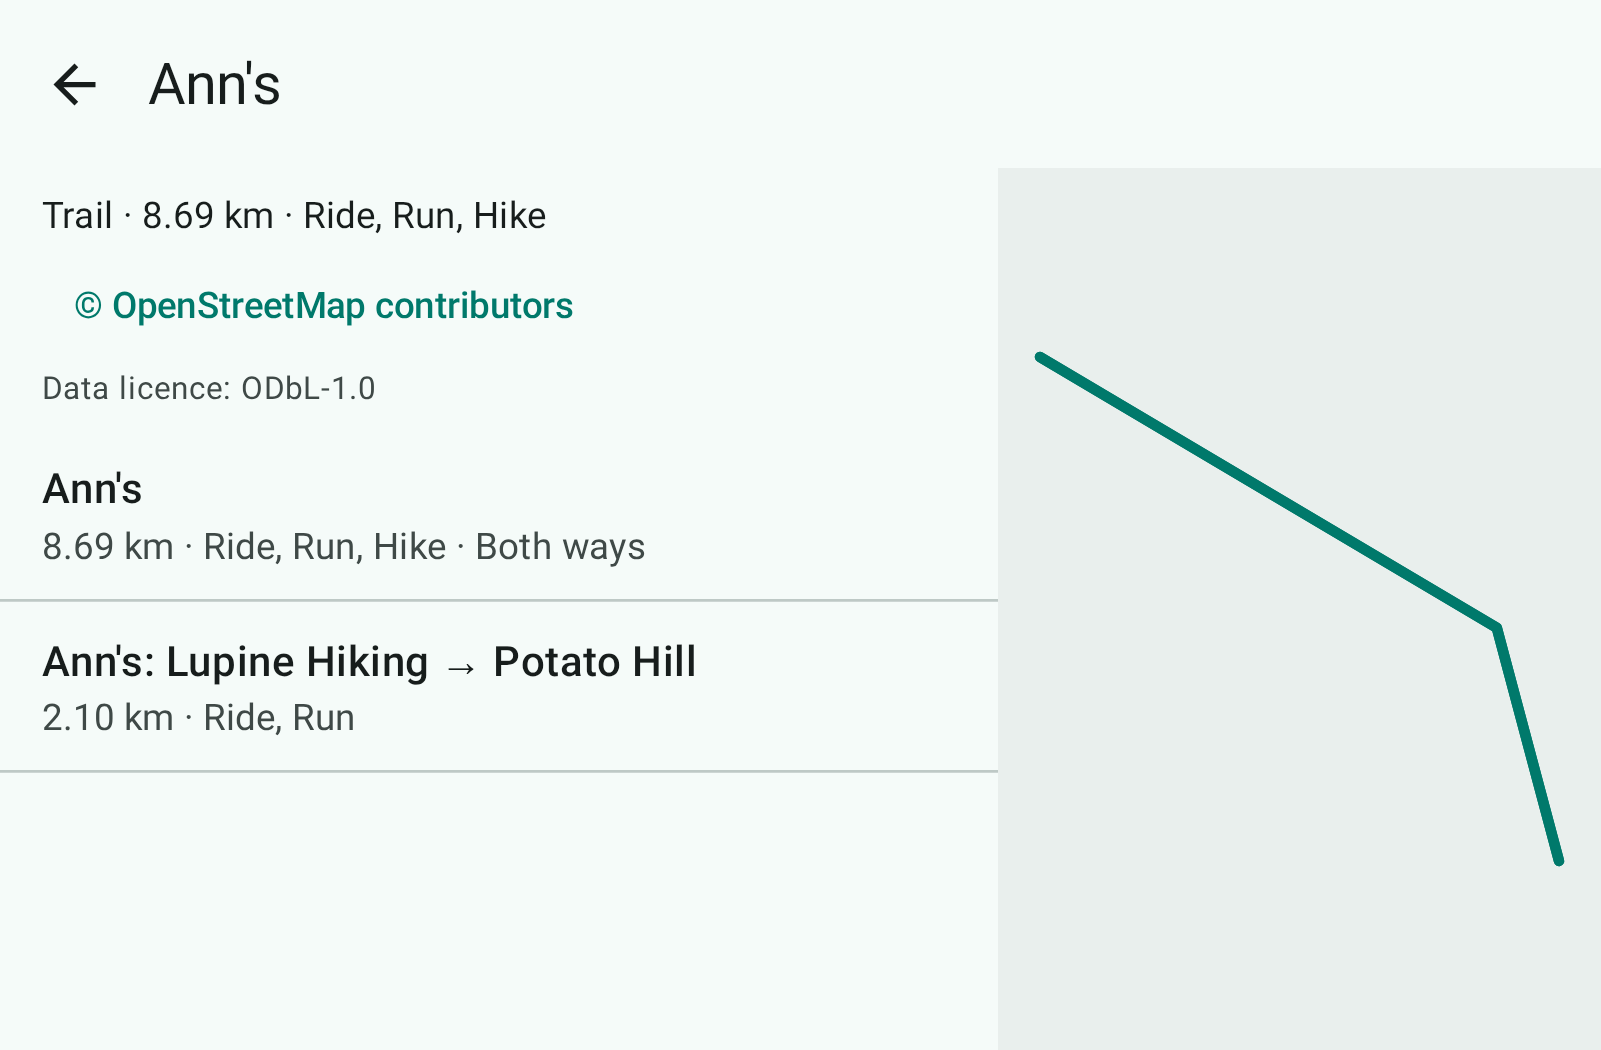 Ann's
Trail · 8.69 km · Ride, Run, Hike
© OpenStreetMap contributors
Data licence: ODbL-1.0
Ann's
8.69 km · Ride, Run, Hike · Both ways
Ann's: Lupine Hiking → Potato Hill
2.10 km · Ride, Run